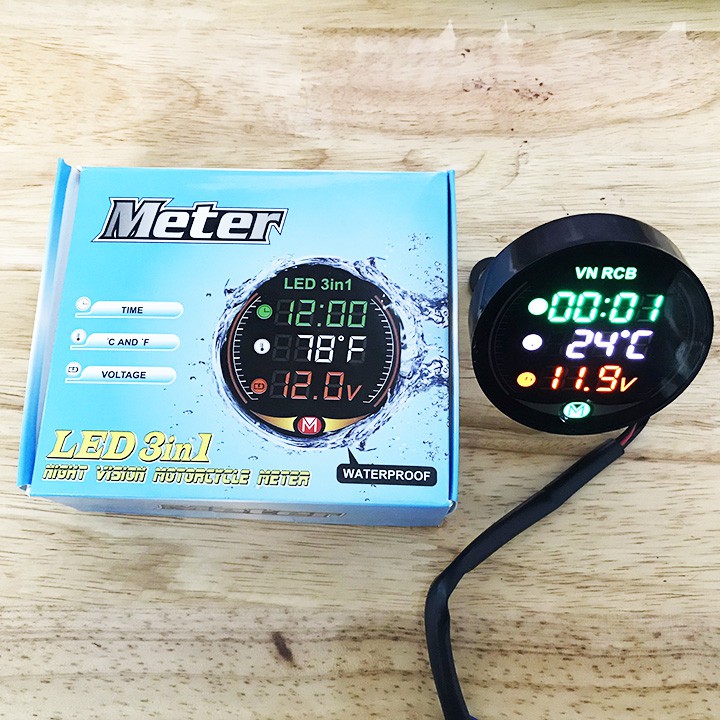 Meter
TIME
°C AND °F
VOLTAGE
LED 3in1
12:00
78°F
12.0v
M
LED 3in1
NIGHT VISION MOTORCYCLE METER
WATERPROOF
VN RCB
00:01
24°C
11.9v
M